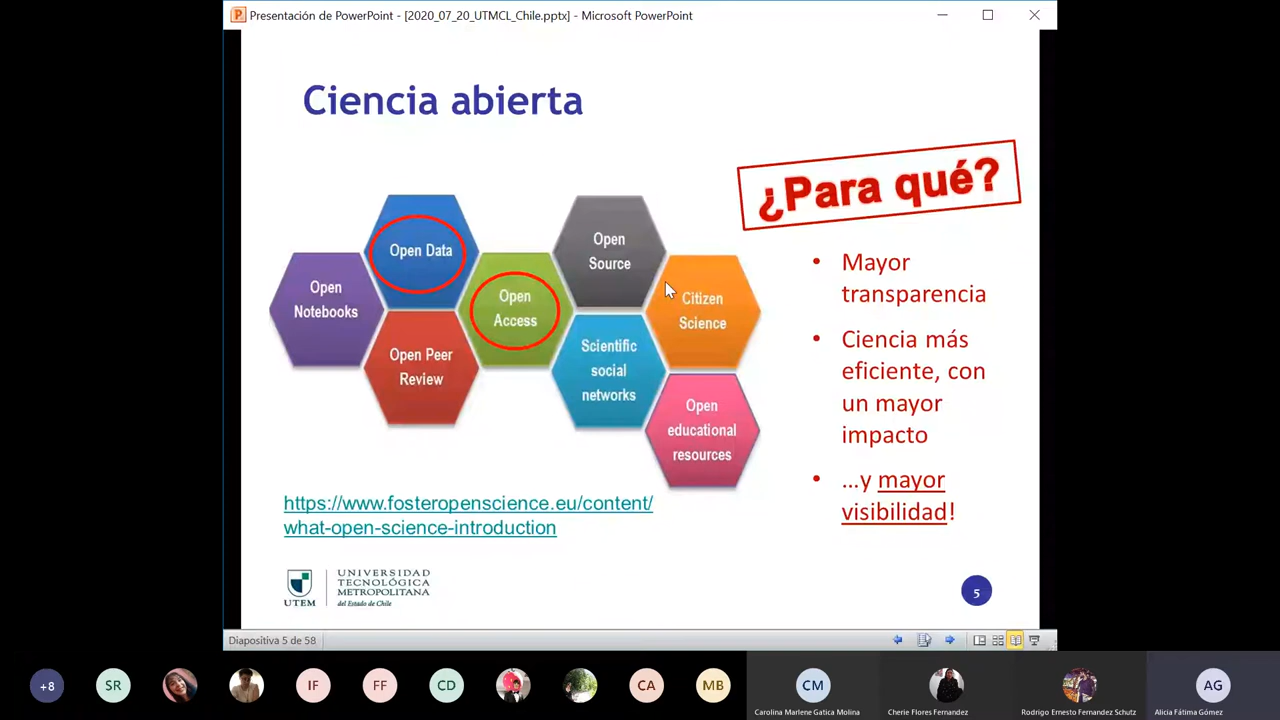 Presentación de PowerPoint - [2020_07_20_UTMCL_Chile.pptx] - Microsoft PowerPoint
Ciencia abierta
¿Para qué?
Open
Notebooks
Open Data
Open Peer
Review
Open
Access
Open
Source
Scientific
social
networks
Citizen
Science
Open
educational
resources
• Mayor
transparencia
• Ciencia más
eficiente, con
un mayor
impacto
• ...y mayor
visibilidad!
https://www.fosteropenscience.eu/content/
what-open-science-introduction
UTEM
UNIVERSIDAD
TECNOLÓGICA
METROPOLITANA
del Estado de Chile
5
Diapositiva 5 de 58
+8
SR
IF
FF
CD
CA
MB
CM
Carolina Marlene Gatica Molina
Cherie Flores Fernandez
Rodrigo Ernesto Fernandez Schutz
AG
Alicia Fátima Gómez